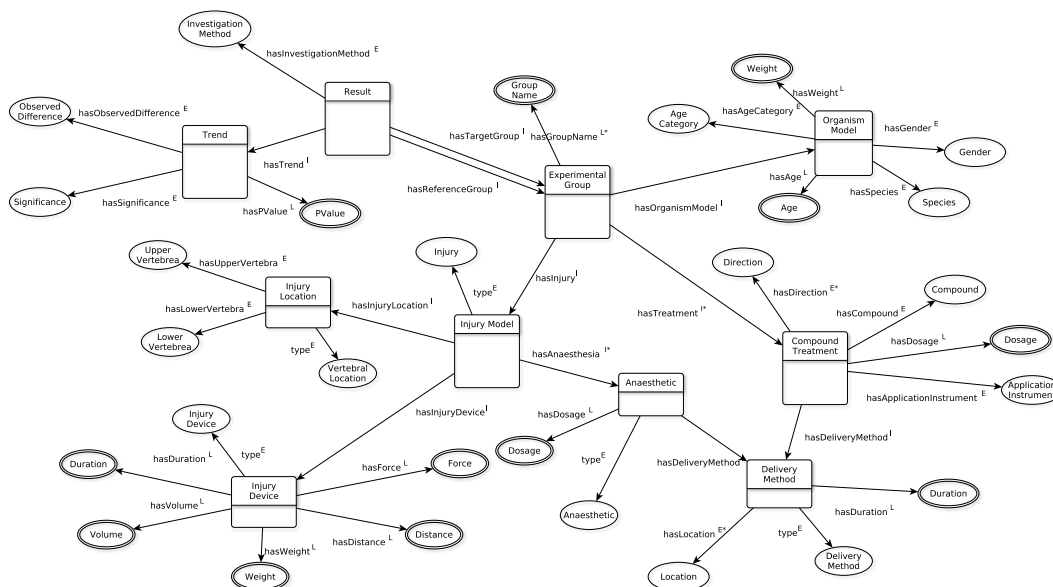 Investigation
Method
hasInvestigationMethod E
Result
Group
Name
hasTargetGroup I
hasGroupName L*
Weight
hasWeight L
Age
Category
hasAgeCategory E
Organism
Model
hasGender E
Gender
hasAge L
Age
hasSpecies E
Species
Observed
Difference
hasObservedDifference E
Trend
hasTrend I
Significance
hasSignificance E
hasPValue L
PValue
hasReferenceGroup I
Experimental
Group
hasOrganismModel I
Upper
Vertebrea
hasUpperVertebra E
Injury
Location
hasLowerVertebra E
Lower
Vertebrea
type E
Vertebral
Location
Injury
type E
hasInjuryLocation I
hasInjury I
Injury Model
hasAnaesthesia I*
hasTreatment I*
Direction
hasDirection E*
Compound
hasCompound E
Compound
Treatment
hasDosage L
Dosage
hasApplicationInstrument E
Application
Instrument
hasDeliveryMethod I
hasInjuryDevice I
Anaesthetic
hasDosage L
Dosage
type E
Anaesthetic
hasDeliveryMethod
Delivery
Method
hasDuration L
Duration
hasLocation E*
Location
type E
Delivery
Method
Injury
Device
type E
Duration
hasDuration L
Injury
Device
hasForce L
Force
hasVolume L
Volume
hasWeight L
Weight
hasDistance L
Distance